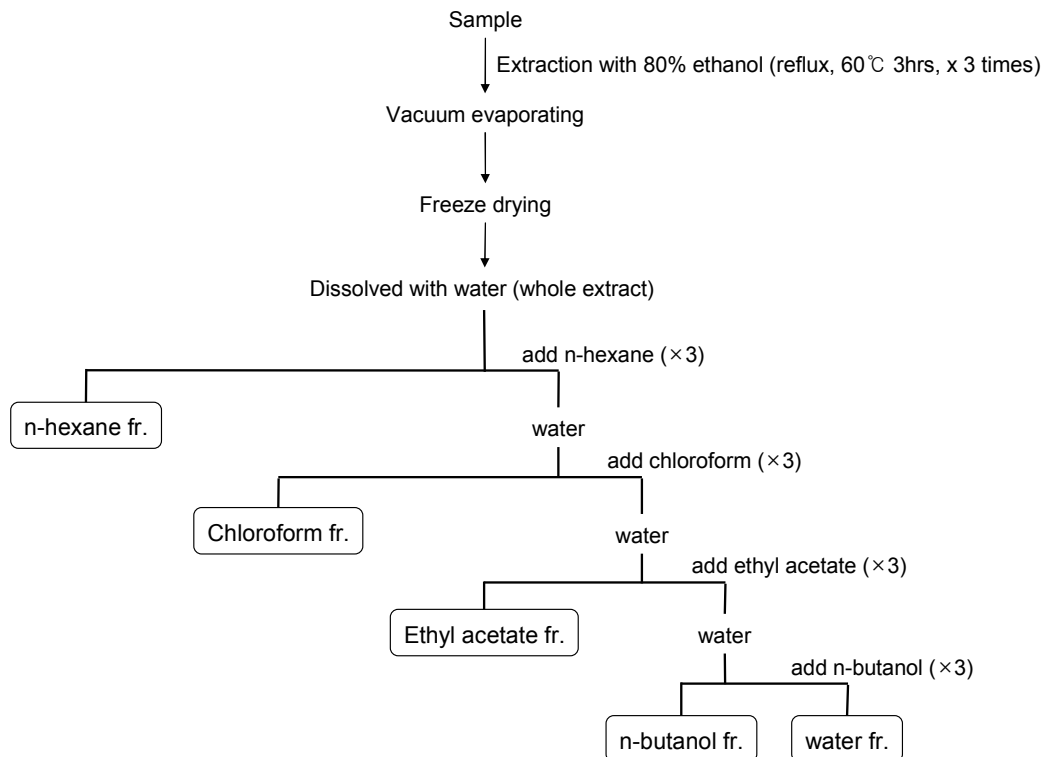 Sample
Extraction with 80% ethanol (reflux, 60℃ 3hrs, x 3 times)
Vacuum evaporating
Freeze drying
Dissolved with water (whole extract)
add n-hexane (×3)
n-hexane fr.
water
add chloroform (×3)
Chloroform fr.
water
add ethyl acetate (×3)
Ethyl acetate fr.
water
add n-butanol (×3)
n-butanol fr.
water fr.